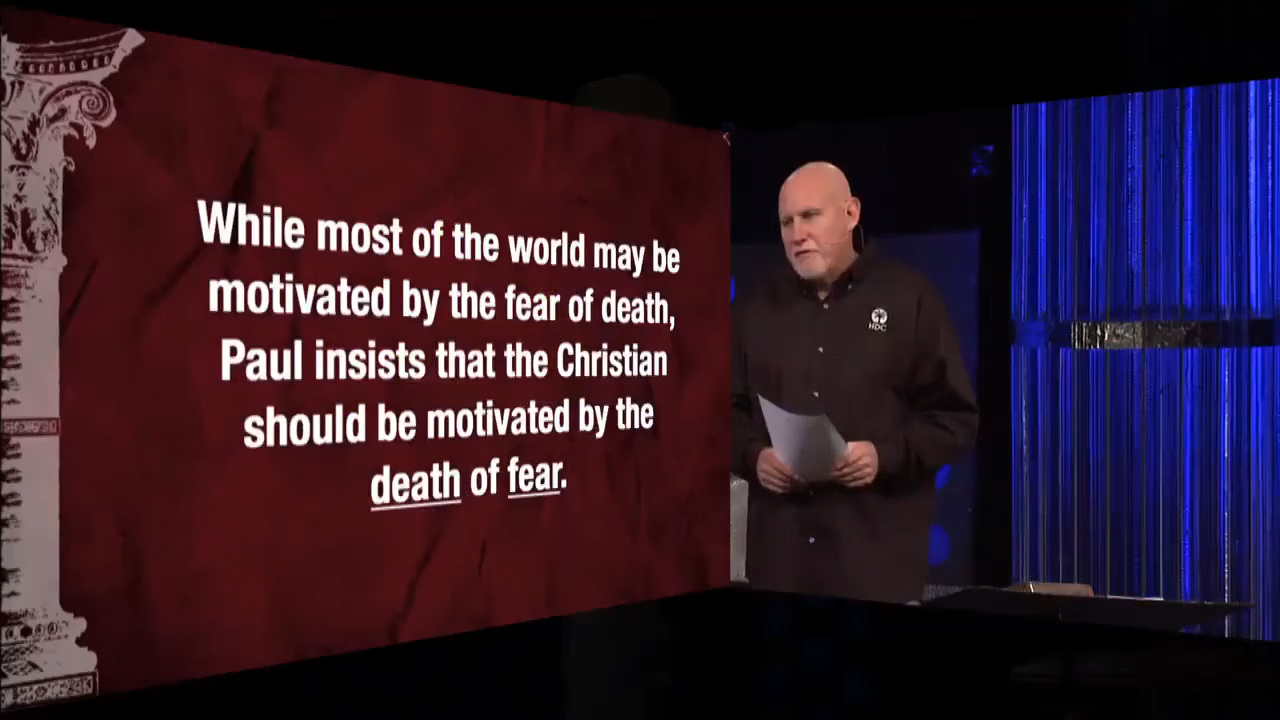 While most of the world may be
motivated by the fear of death,
Paul insists that the Christian
should be motivated by the
death of fear.
HDC